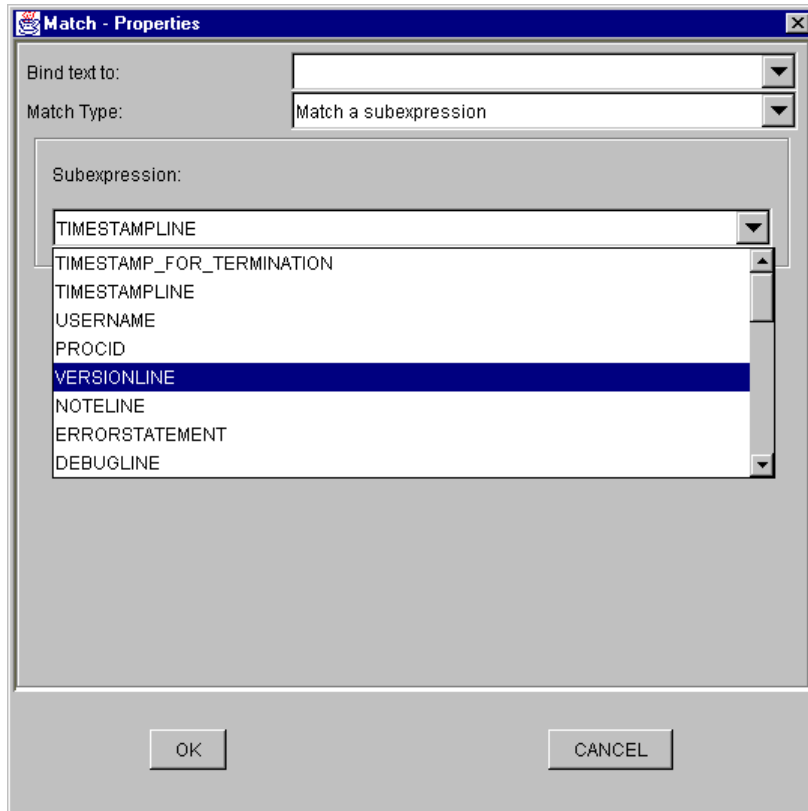 Match - Properties
Bind text to:
Match Type: Match a subexpression
Subexpression:
TIMESTAMPLINE
TIMESTAMP_FOR_TERMINATION
TIMESTAMPLINE
USERNAME
PROCID
VERSIONLINE
NOTELINE
ERRORSTATEMENT
DEBUGLINE
OK CANCEL